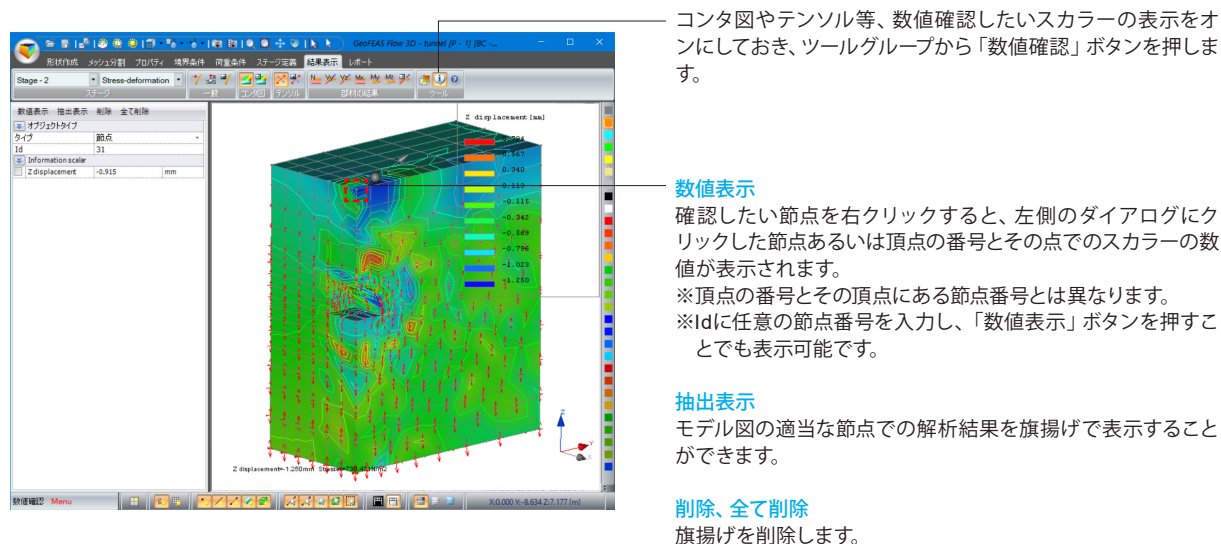 コンタ図やテンソル等、数値確認したいスカラーの表示をオ
ンにしておき、ツールグループから「数値確認」ボタンを押しま
す。
GeoFEAS Flow 3D - tunnel [P - 1] [BC -...
形状作成 メッシュ分割 プロパティ 境界条件 荷重条件 ステージ定義 結果表示 レポート
Stage - 2 Stress-deformation
ステージ 一般 コンタ図 テンソル 部材の結果 ツール
数値表示 抽出表示 削除 全て削除
オブジェクトタイプ
タイプ 節点
Id 31
Information scalar
Z displacement -0.915 mm
Z displacement [mm]
0.794
0.567
0.340
0.113
-0.115
-0.342
-0.569
-0.796
-1.023
-1.250
Z
Y
X
Z displacement=-1.250mm
数値確認 Menu
X:0.000 Y:-8.634 Z:7.177 [m]
数値表示
確認したい節点を右クリックすると、左側のダイアログにク
リックした節点あるいは頂点の番号とその点でのスカラーの数
値が表示されます。
※頂点の番号とその頂点にある節点番号とは異なります。
※Idに任意の節点番号を入力し、「数値表示」ボタンを押すこ
とでも表示可能です。
抽出表示
モデル図の適当な節点での解析結果を旗揚げで表示すること
ができます。
削除、全て削除
旗揚げを削除します。